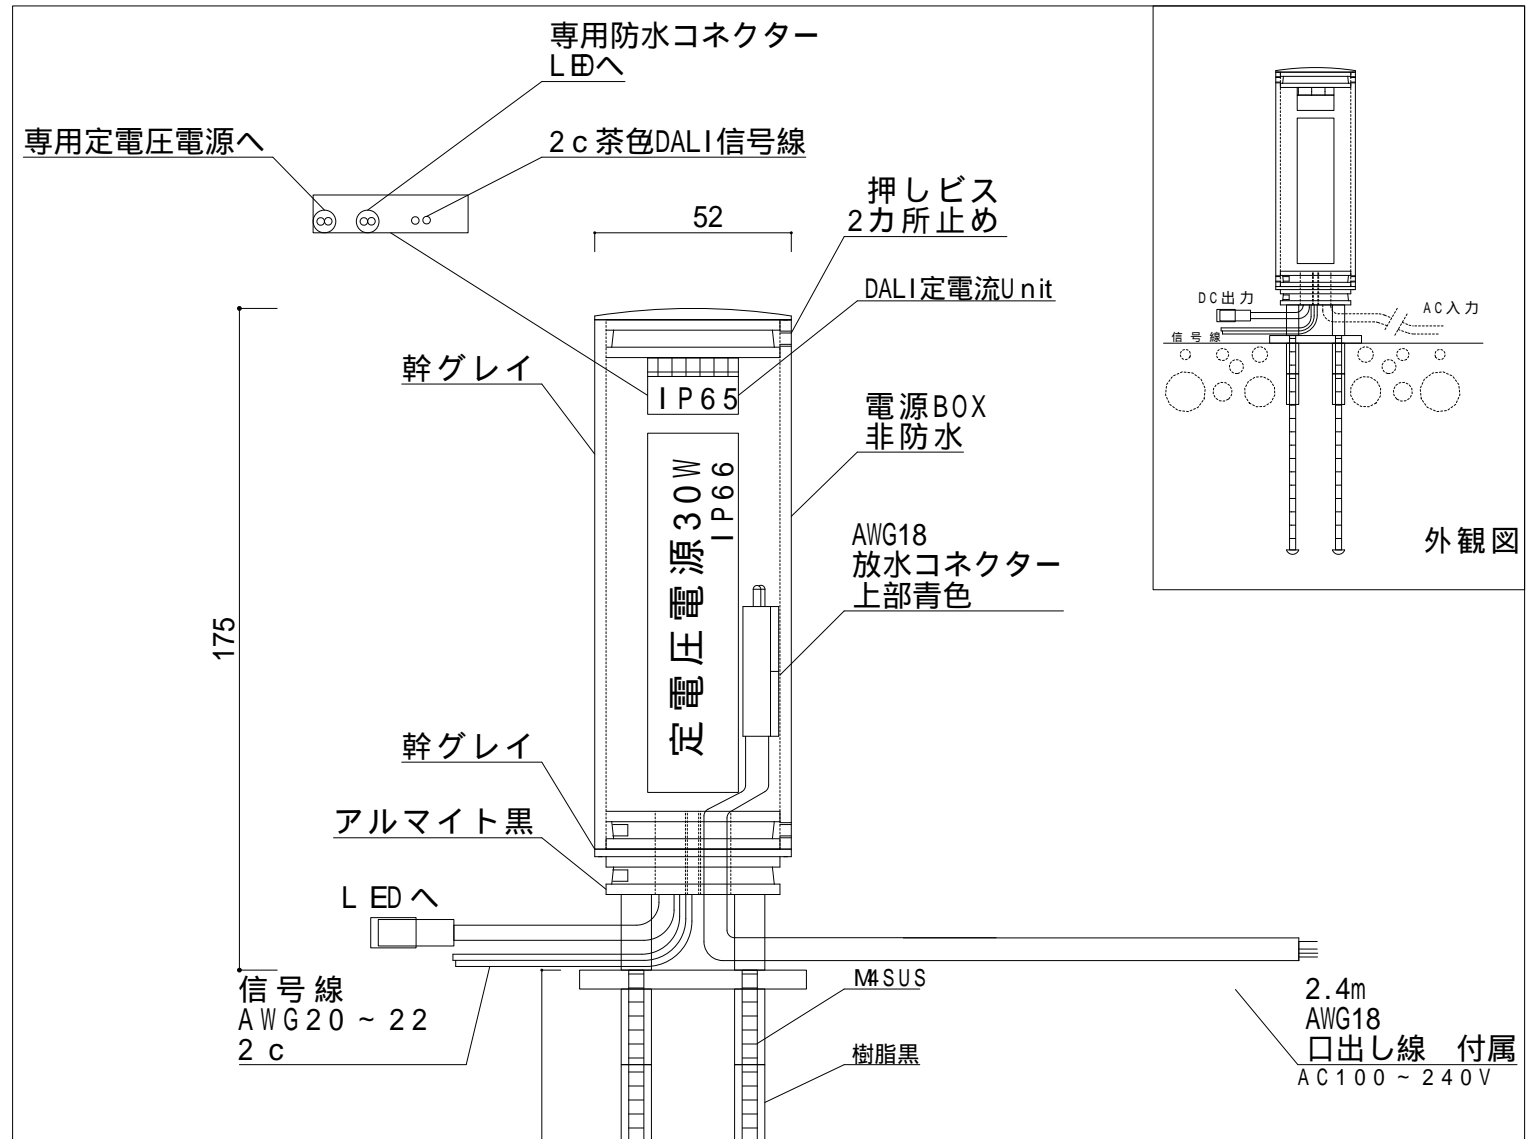 専用防水コネクター
LEDへ
専用定電圧電源へ
2c茶色DALI信号線
押しビス
2カ所止め
52
DALI定電流Unit
幹グレイ
IP65
電源BOX
非防水
定電圧電源30W
IP66
AWG18
放水コネクター
上部青色
175
幹グレイ
アルマイト黒
LEDへ
信号線
AWG20~22
2c
M4SUS
樹脂黒
2.4m
AWG18
口出し線 付属
AC100~240V
DC出力
AC入力
信号線
外観図